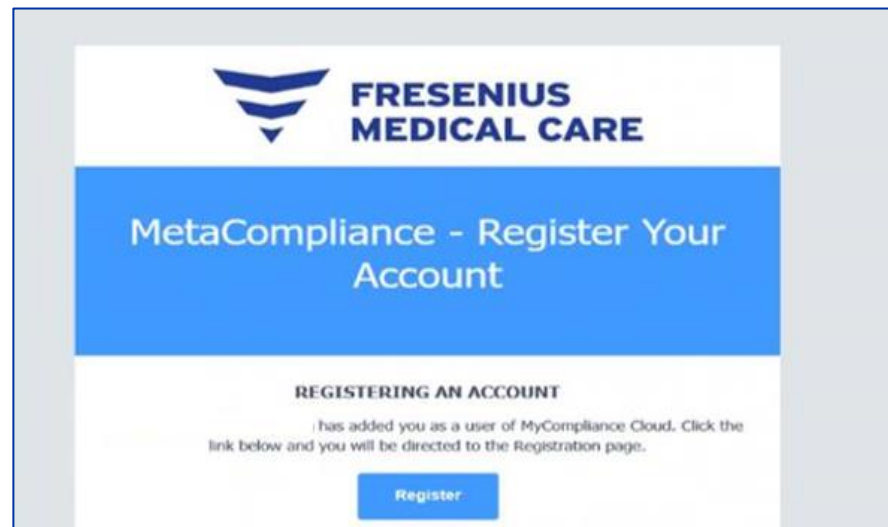 FRESENIUS
MEDICAL CARE
MetaCompliance - Register Your
Account
REGISTERING AN ACCOUNT
has added you as a user of MyCompliance Cloud. Click the
link below and you will be directed to the Registration page.
Register